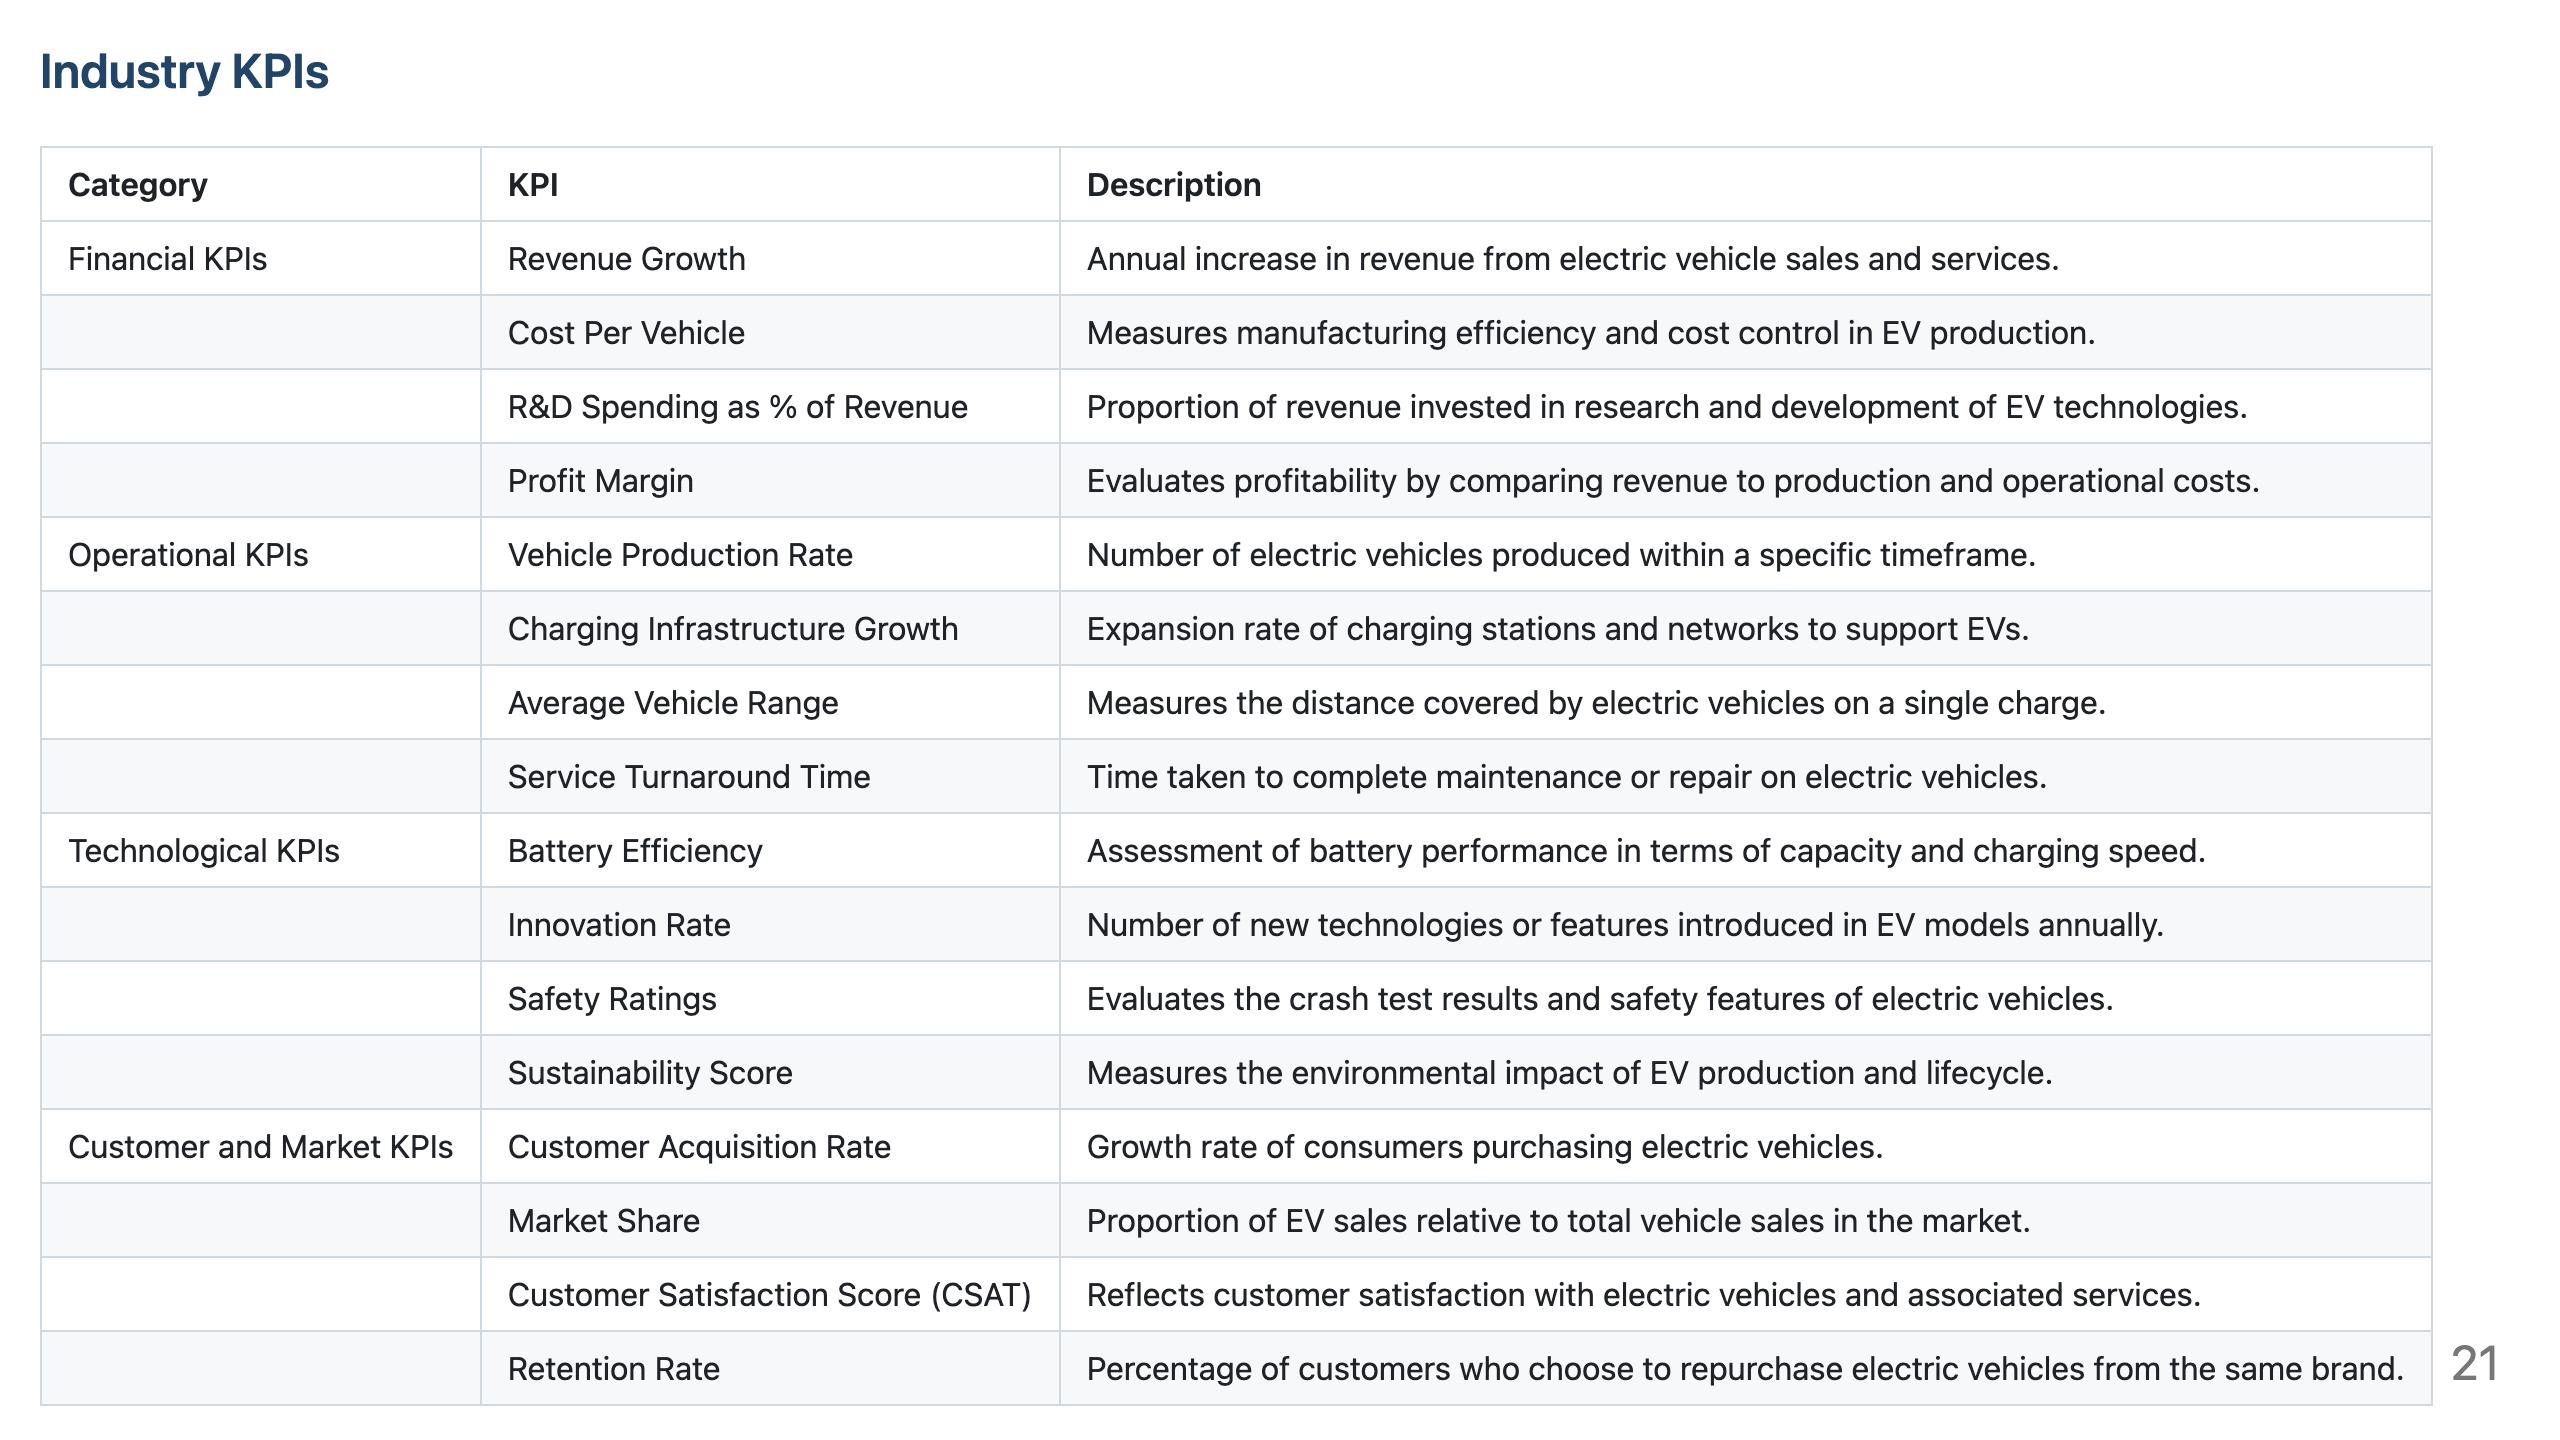 Industry KPIs
Category KPI Description
Financial KPIs Revenue Growth Annual increase in revenue from electric vehicle sales and services.
Cost Per Vehicle Measures manufacturing efficiency and cost control in EV production.
R&D Spending as % of Revenue Proportion of revenue invested in research and development of EV technologies.
Profit Margin Evaluates profitability by comparing revenue to production and operational costs.
Operational KPIs Vehicle Production Rate Number of electric vehicles produced within a specific timeframe.
Charging Infrastructure Growth Expansion rate of charging stations and networks to support EVs.
Average Vehicle Range Measures the distance covered by electric vehicles on a single charge.
Service Turnaround Time Time taken to complete maintenance or repair on electric vehicles.
Technological KPIs Battery Efficiency Assessment of battery performance in terms of capacity and charging speed.
Innovation Rate Number of new technologies or features introduced in EV models annually.
Safety Ratings Evaluates the crash test results and safety features of electric vehicles.
Sustainability Score Measures the environmental impact of EV production and lifecycle.
Customer and Market KPIs Customer Acquisition Rate Growth rate of consumers purchasing electric vehicles.
Market Share Proportion of EV sales relative to total vehicle sales in the market.
Customer Satisfaction Score (CSAT) Reflects customer satisfaction with electric vehicles and associated services.
Retention Rate Percentage of customers who choose to repurchase electric vehicles from the same brand.
21